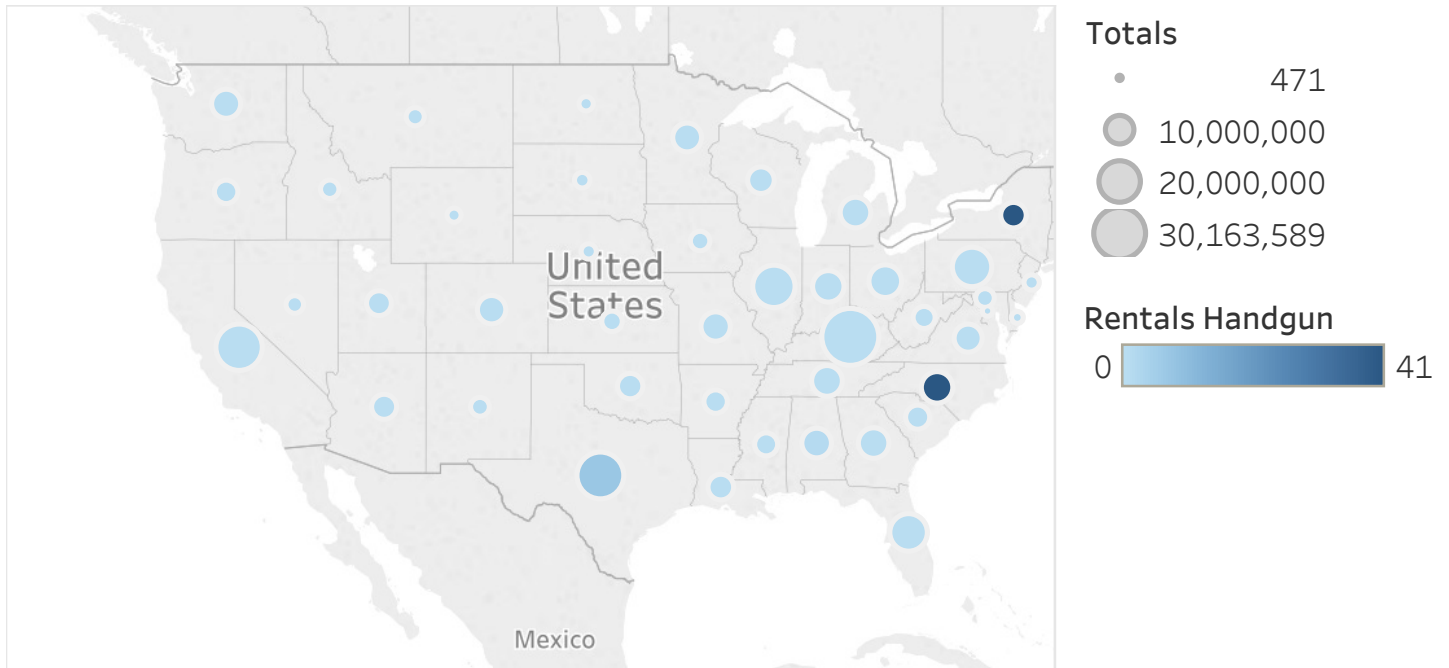 United
States
Mexico
Totals
471
10,000,000
20,000,000
30,163,589
Rentals Handgun
0 41